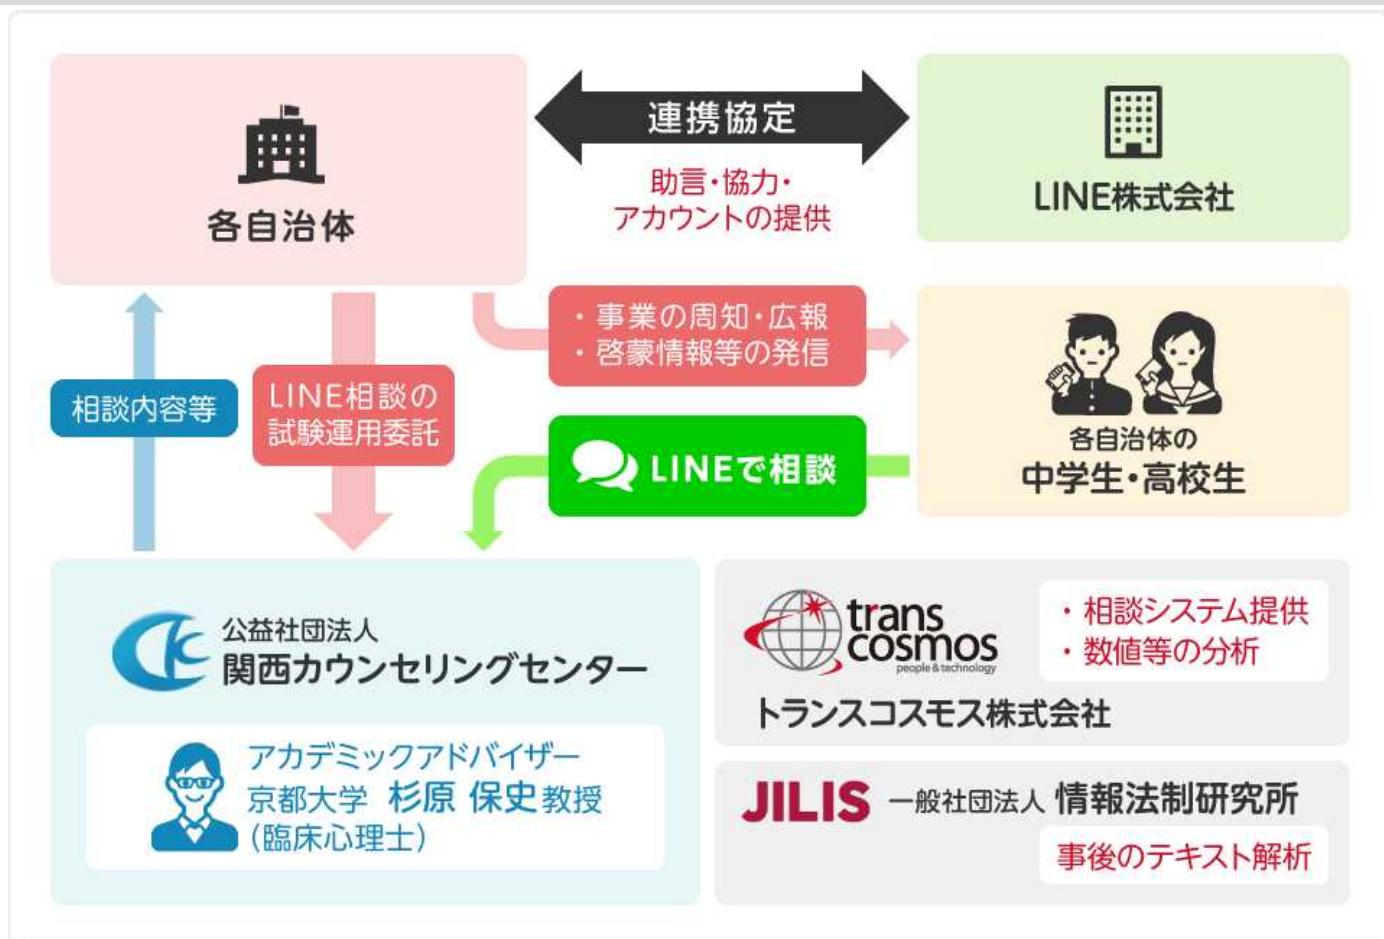 各自治体
連携協定
助言・協力・
アカウントの提供
LINE株式会社
・事業の周知・広報
・啓蒙情報等の発信
相談内容等
LINE相談の
試験運用委託
LINEで相談
各自治体の
中学生・高校生
公益社団法人
関西カウンセリングセンター
アカデミックアドバイザー
京都大学 杉原 保史教授
(臨床心理士)
trans
cosmos
people & technology
・相談システム提供
・数値等の分析
トランスコスモス株式会社
JILIS 一般社団法人 情報法制研究所
事後のテキスト解析